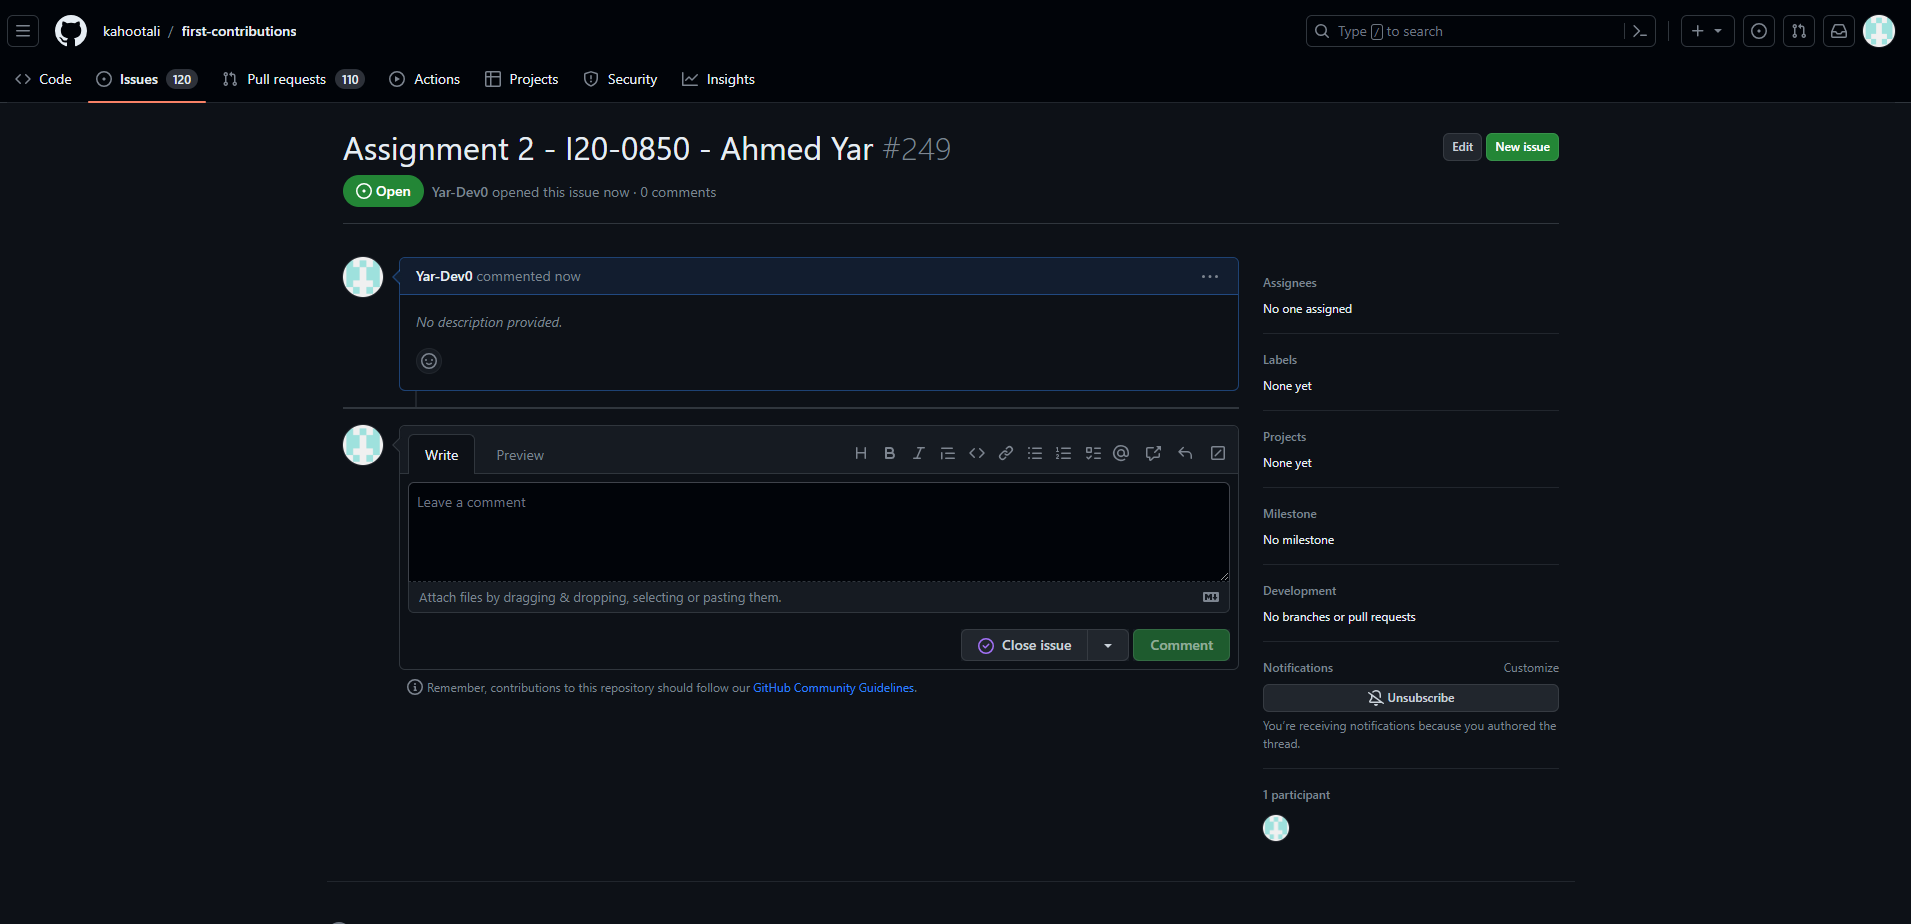 kahootali / first-contributions
Type / to search
Code
Issues 120
Pull requests 110
Actions
Projects
Security
Insights
Assignment 2 - I20-0850 - Ahmed Yar #249
Edit
New issue
Open
Yar-Dev0 opened this issue now · 0 comments
Yar-Dev0 commented now
No description provided.
Write
Preview
Leave a comment
Attach files by dragging & dropping, selecting or pasting them.
Close issue
Comment
Remember, contributions to this repository should follow our GitHub Community Guidelines.
Assignees
No one assigned
Labels
None yet
Projects
None yet
Milestone
No milestone
Development
No branches or pull requests
Notifications
Customize
Unsubscribe
You're receiving notifications because you authored the
thread.
1 participant